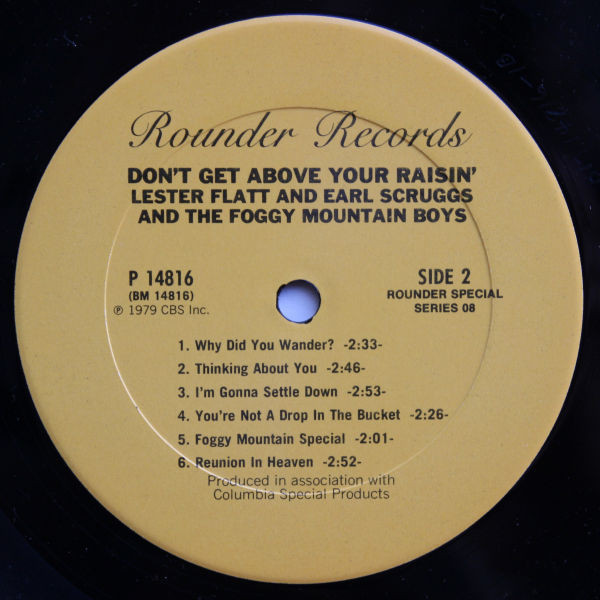 Rounder Records
DON'T GET ABOVE YOUR RAISIN'
LESTER FLATT AND EARL SCRUGGS
AND THE FOGGY MOUNTAIN BOYS
P 14816
(BM 14816)
℗ 1979 CBS Inc.
SIDE 2
ROUNDER SPECIAL
SERIES 08
1. Why Did You Wander? -2:33-
2. Thinking About You -2:46-
3. I'm Gonna Settle Down -2:53-
4. You're Not A Drop In The Bucket -2:26-
5. Foggy Mountain Special -2:01-
6. Reunion In Heaven -2:52-
Produced in association with
Columbia Special Products